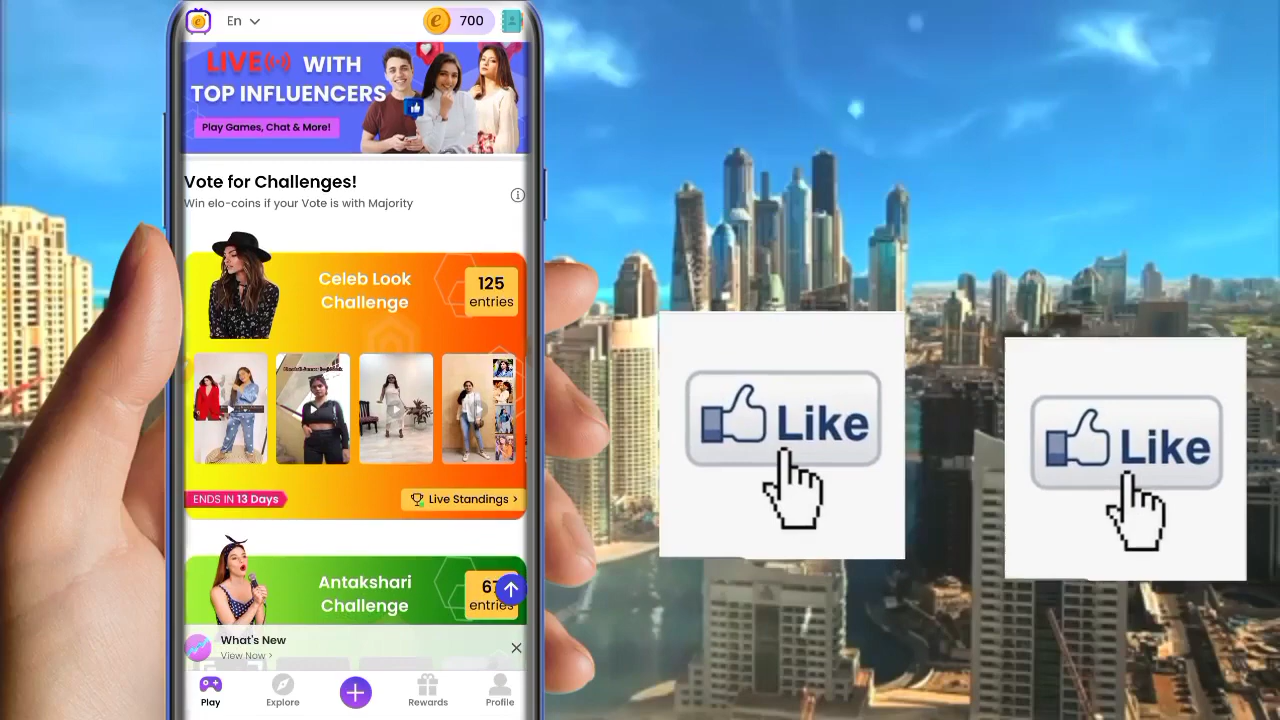 En
700
LIVE WITH
TOP INFLUENCERS
Play Games, Chat & More!
Vote for Challenges!
Win elo-coins if your Vote is with Majority
Celeb Look
Challenge
125
entries
ENDS IN 13 Days
Live Standings >
Antakshari
Challenge
entries
What's New
View Now >
Play
Explore
Rewards
Profile
Like
Like